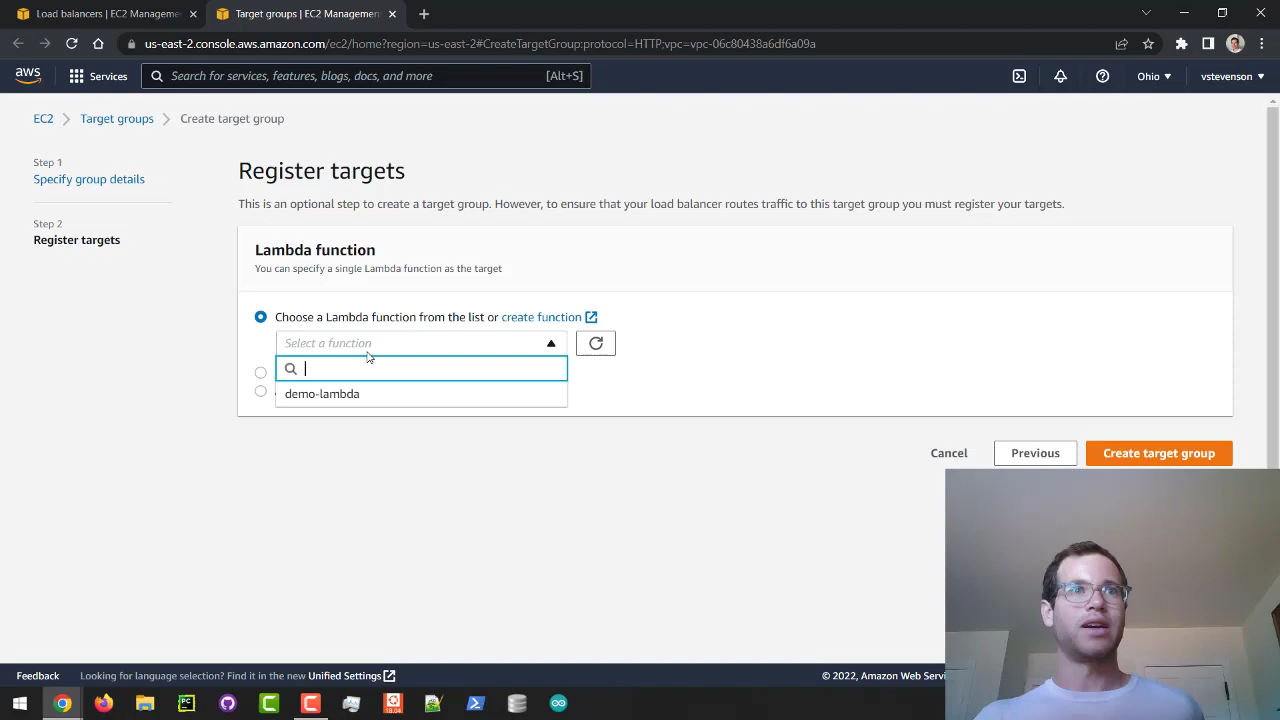 Load balancers | EC2 Manageme
Target groups | EC2 Managemen
us-east-2.console.aws.amazon.com/ec2/home?region=us-east-2#CreateTargetGroup:protocol=HTTP;vpc=vpc-06c80438a6df6a09a
aws
Services
Search for services, features, blogs, docs, and more
[Alt+S]
Ohio
vstevenson
EC2
Target groups
Create target group
Step 1
Specify group details
Step 2
Register targets
Register targets
This is an optional step to create a target group. However, to ensure that your load balancer routes traffic to this target group you must register your targets.
Lambda function
You can specify a single Lambda function as the target
Choose a Lambda function from the list or create function
Select a function
demo-lambda
Cancel
Previous
Create target group
Feedback
Looking for language selection? Find it in the new Unified Settings
© 2022, Amazon Web Servi
PC
C
C
18.04